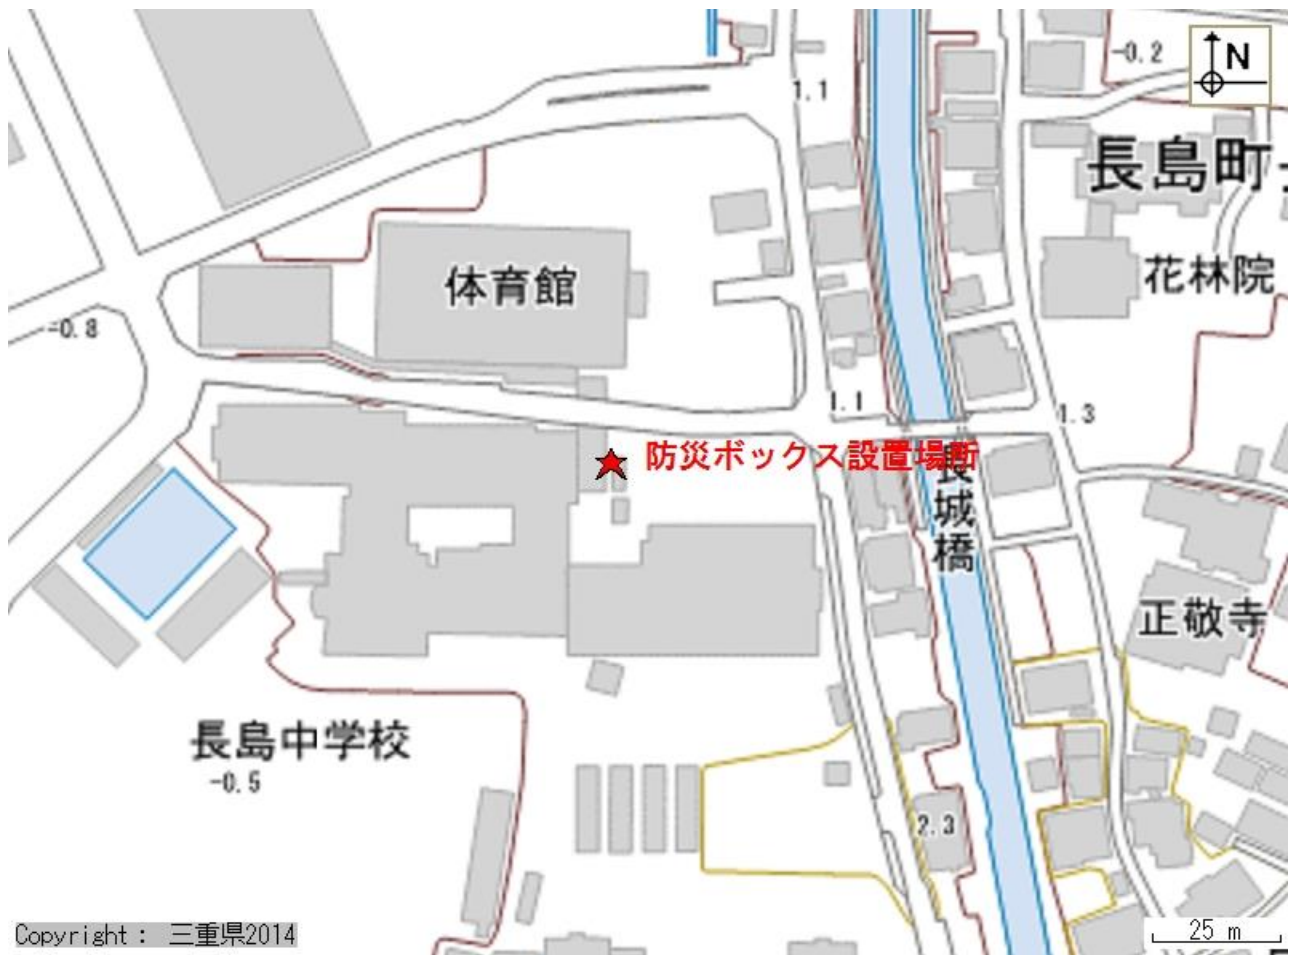 -0.2
N
1.1
長島町
体育館
花林院
-0.8
1.1
1.3
防災ボックス設置場所
長城橋
正敬寺
長島中学校
-0.5
2.3
Copyright： 三重県2014
25 m